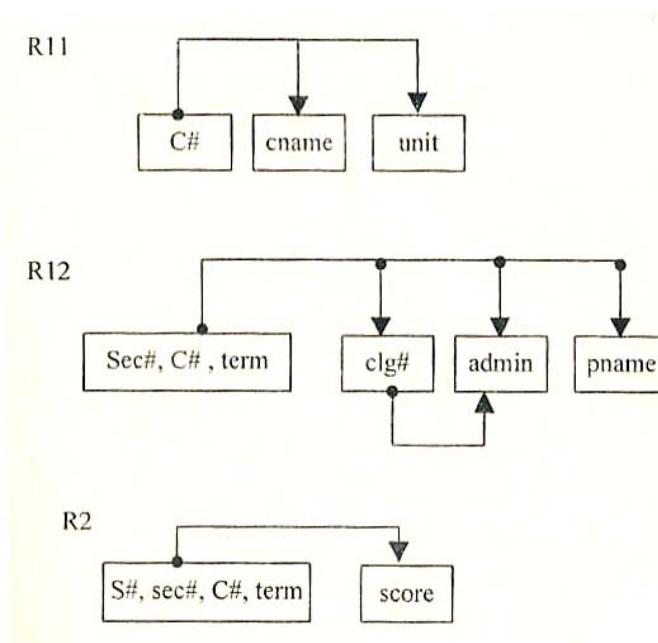 R11
C# cname unit
R12
Sec#, C# , term clg# admin pname
R2
S#, sec#, C#, term score